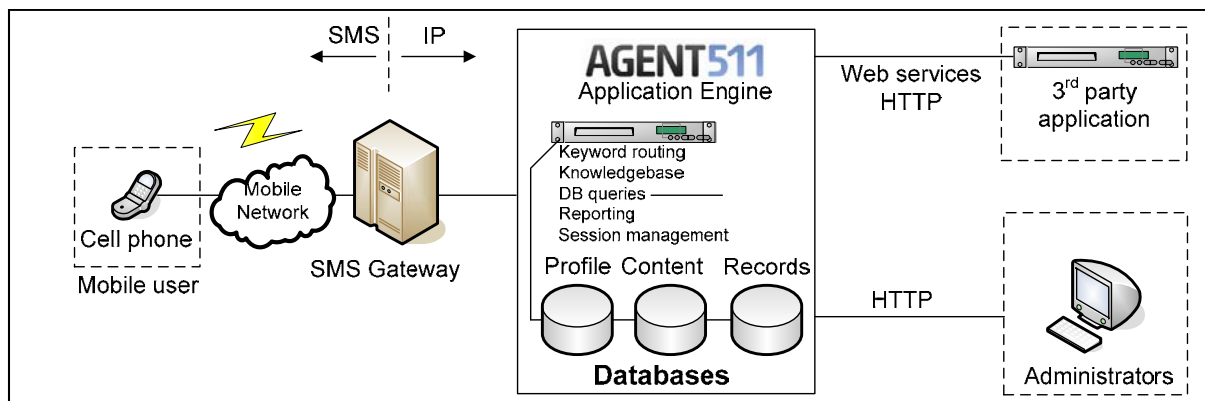 SMS
IP
AGENT511
Application Engine
Keyword routing
Knowledgebase
DB queries
Reporting
Session management
Profile
Content
Records
Databases
Cell phone
Mobile user
Mobile
Network
SMS Gateway
Web services
HTTP
3rd party
application
HTTP
Administrators